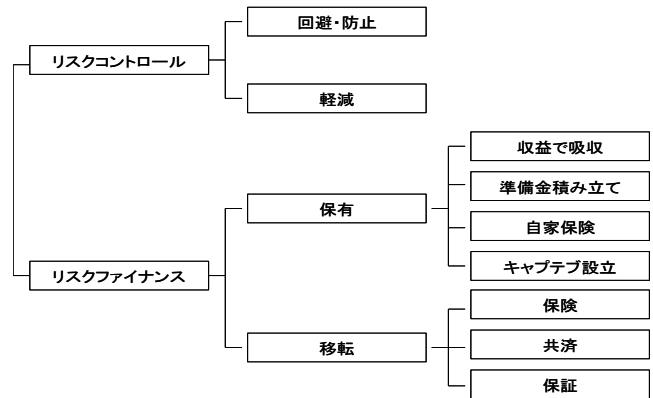 リスクコントロール
回避・防止
軽減
リスクファイナンス
保有
収益で吸収
準備金積み立て
自家保険
キャプテブ設立
移転
保険
共済
保証